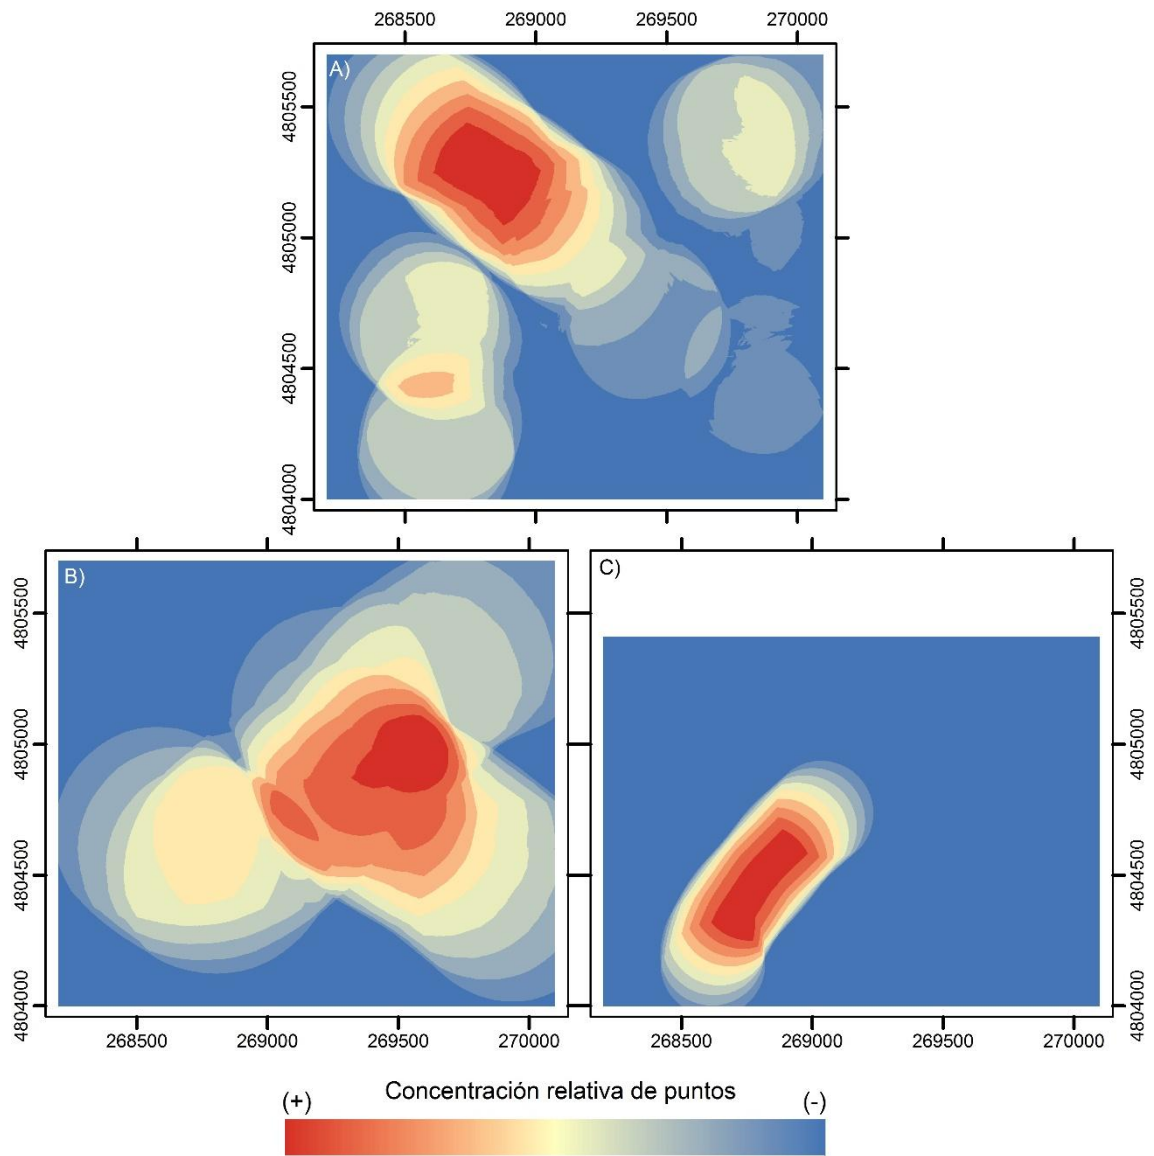 268500 269000 269500 270000
A)
4805500
4805000
4804500
4804000
B) C)
4805500 4805500
4805000 4805000
4804500 4804500
4804000 4804000
268500 269000 269500 270000 268500 269000 269500 270000
Concentración relativa de puntos
(+) (-)